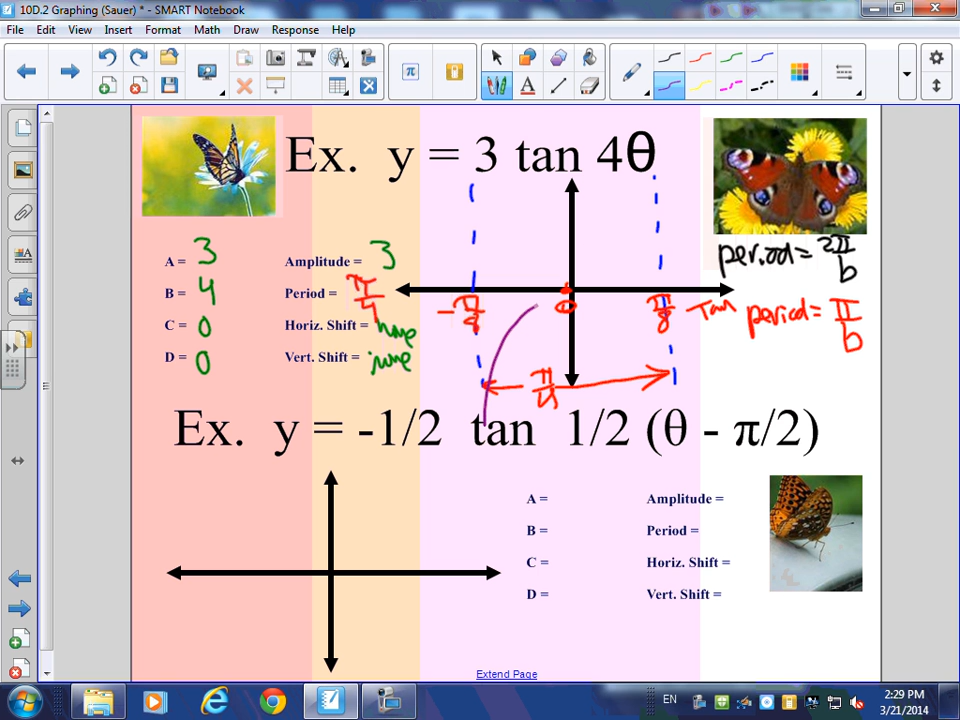 10D.2 Graphing (Sauer) * - SMART Notebook
File Edit View Insert Format Math Draw Response Help
Ex. y = 3 tan 4θ
A = 3
B = 4
C = 0
D = 0
Amplitude = 3
Period = π/4
Horiz. Shift = none
Vert. Shift = none
-π/8 0 π/8
π/4
period = 2π/b
Tan period = π/b
Ex. y = -1/2 tan 1/2 (θ - π/2)
A =
B =
C =
D =
Amplitude =
Period =
Horiz. Shift =
Vert. Shift =
Extend Page
EN
2:29 PM
3/21/2014